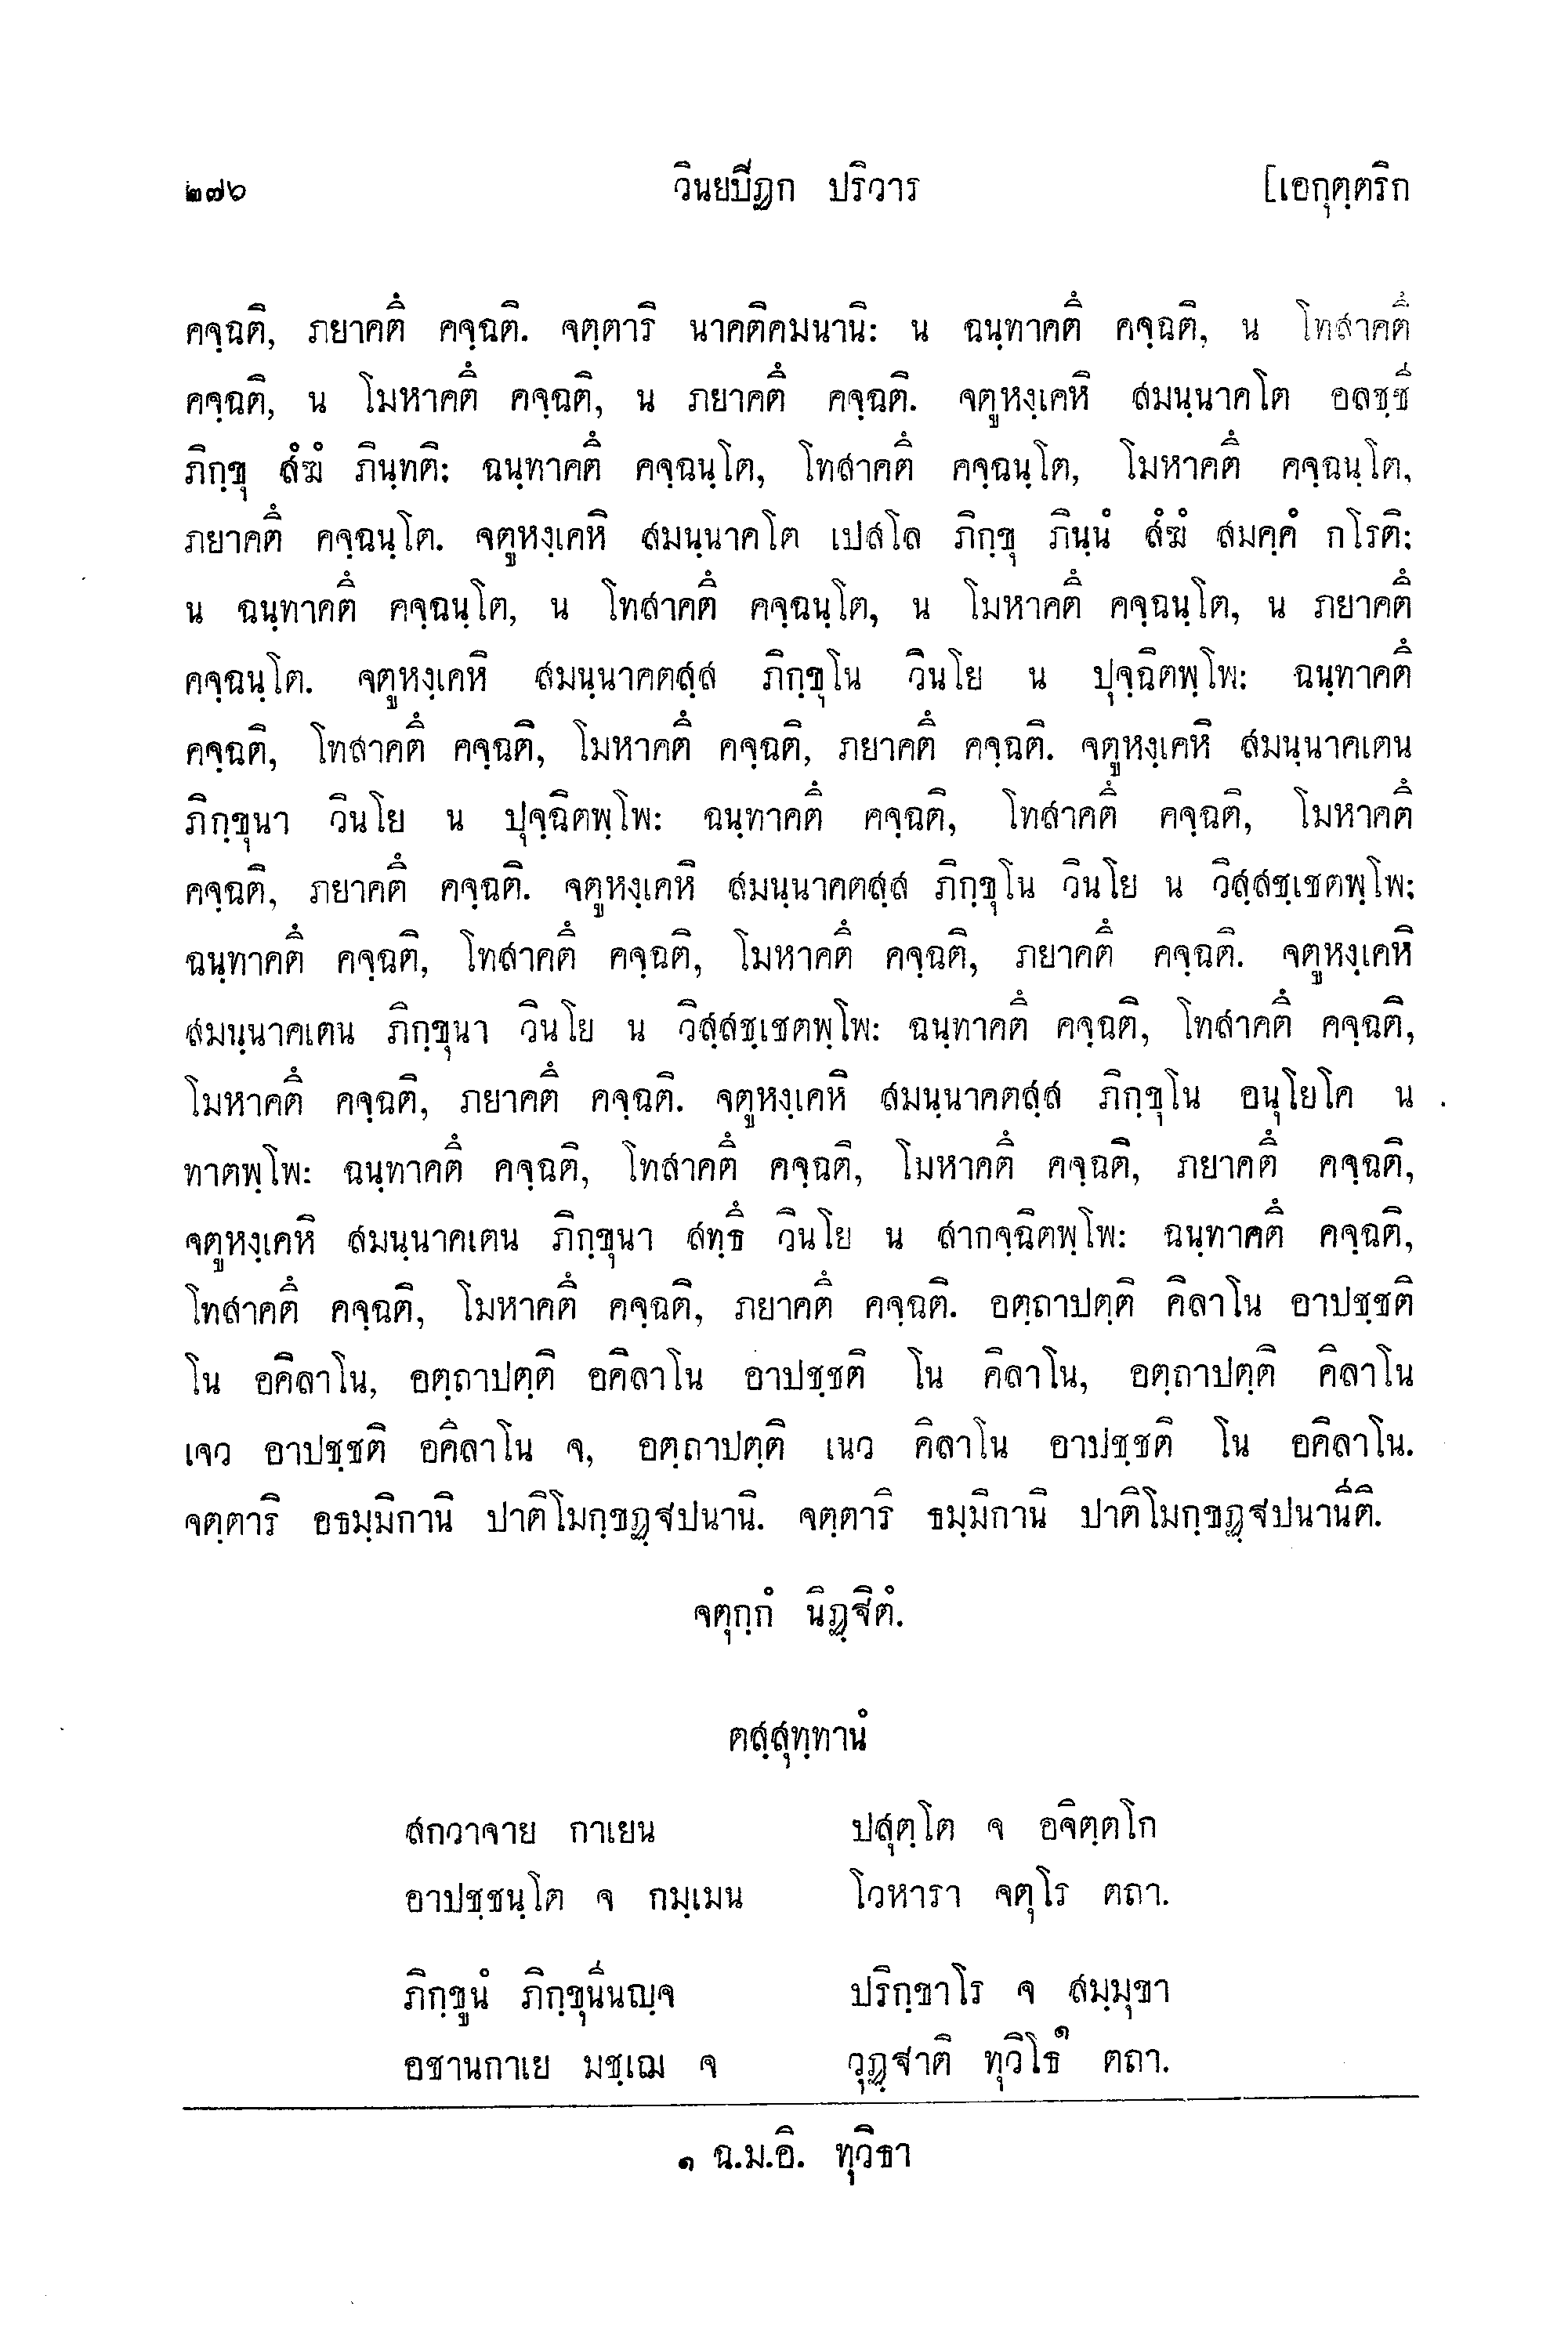 ๒๗๖ วินยปีฏก ปริวาร [เอกุตฺตริก
คจฺฉติ, ภยาคตึ คจฺฉติ. จตฺตาริ นาคติคมนานิ: น ฉนฺทาคตึ คจฺฉติ, น โทสาคตึ
คจฺฉติ, น โมหาคตึ คจฺฉติ, น ภยาคตึ คจฺฉติ. จตูหงฺเคหิ สมนฺนาคโต อลชฺชี
ภิกฺขุ สํฆํ ภินฺทติ: ฉนฺทาคตึ คจฺฉนฺโต, โทสาคตึ คจฺฉนฺโต, โมหาคตึ คจฺฉนฺโต,
ภยาคตึ คจฺฉนฺโต. จตูหงฺเคหิ สมนฺนาคโต เปสโล ภิกฺขุ ภินฺนํ สํฆํ สมคฺคํ กโรติ:
น ฉนฺทาคตึ คจฺฉนฺโต, น โทสาคตึ คจฺฉนฺโต, น โมหาคตึ คจฺฉนฺโต, น ภยาคตึ
คจฺฉนฺโต. จตูหงฺเคหิ สมนฺนาคตสฺส ภิกฺขุโน วินโย น ปุจฺฉิตพฺโพ: ฉนฺทาคตึ
คจฺฉติ, โทสาคตึ คจฺฉติ, โมหาคตึ คจฺฉติ, ภยาคตึ คจฺฉติ. จตูหงฺเคหิ สมนฺนาคเตน
ภิกฺขุนา วินโย น ปุจฺฉิตพฺโพ: ฉนฺทาคตึ คจฺฉติ, โทสาคตึ คจฺฉติ, โมหาคตึ
คจฺฉติ, ภยาคตึ คจฺฉติ. จตูหงฺเคหิ สมนฺนาคตสฺส ภิกฺขุโน วินโย น วิสฺสชฺเชตพฺโพ:
ฉนฺทาคตึ คจฺฉติ, โทสาคตึ คจฺฉติ, โมหาคตึ คจฺฉติ, ภยาคตึ คจฺฉติ. จตูหงฺเคหิ
สมนฺนาคเตน ภิกฺขุนา วินโย น วิสฺสชฺเชตพฺโพ: ฉนฺทาคตึ คจฺฉติ, โทสาคตึ คจฺฉติ,
โมหาคตึ คจฺฉติ, ภยาคตึ คจฺฉติ. จตูหงฺเคหิ สมนฺนาคตสฺส ภิกฺขุโน อนุโยโค น
ทาตพฺโพ: ฉนฺทาคตึ คจฺฉติ, โทสาคตึ คจฺฉติ, โมหาคตึ คจฺฉติ, ภยาคตึ คจฺฉติ,
จตูหงฺเคหิ สมนฺนาคเตน ภิกฺขุนา สทฺธึ วินโย น สากจฺฉิตพฺโพ: ฉนฺทาคตึ คจฺฉติ,
โทสาคตึ คจฺฉติ, โมหาคตึ คจฺฉติ, ภยาคตึ คจฺฉติ. อตฺถาปตฺติ คิลาโน อาปชฺชติ
โน อคิลาโน, อตฺถาปตฺติ อคิลาโน อาปชฺชติ โน คิลาโน, อตฺถาปตฺติ คิลาโน
เจว อาปชฺชติ อคิลาโน จ, อตฺถาปตฺติ เนว คิลาโน อาปชฺชติ โน อคิลาโน.
จตฺตาริ อธมฺมิกานิ ปาติโมกฺขฏฺฐปนานิ. จตฺตาริ ธมฺมิกานิ ปาติโมกฺขฏฺฐปนานีติ.
จตุกฺกํ นิฏฺฐิตํ.
ตสฺสุทฺทานํ
สกวาจาย กาเยน ปสุตฺโต จ อจิตฺตโก
อาปชฺชนฺโต จ กมฺเมน โวหารา จตุโร ตถา.
ภิกฺขูนํ ภิกฺขุนีนญฺจ ปริกฺขาโร จ สมฺมุขา
อชานกาเย มชฺเฌ จ วุฏฺฐาติ ทุวิโธ๑ ตถา.
๑ ฉ.ม.อิ. ทุวิธา